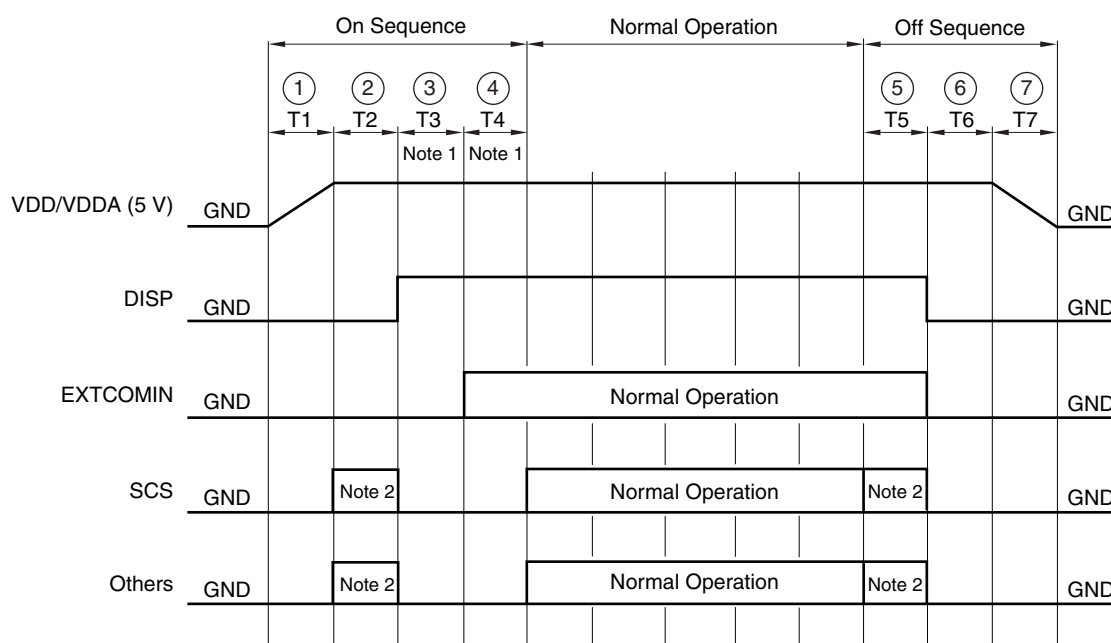 On Sequence Normal Operation Off Sequence
1 2 3 4 5 6 7
T1 T2 T3 T4 T5 T6 T7
Note 1 Note 1
VDD/VDDA (5 V) GND GND
DISP GND GND
EXTCOMIN GND Normal Operation GND
SCS GND Note 2 Normal Operation Note 2 GND
Others GND Note 2 Normal Operation Note 2 GND